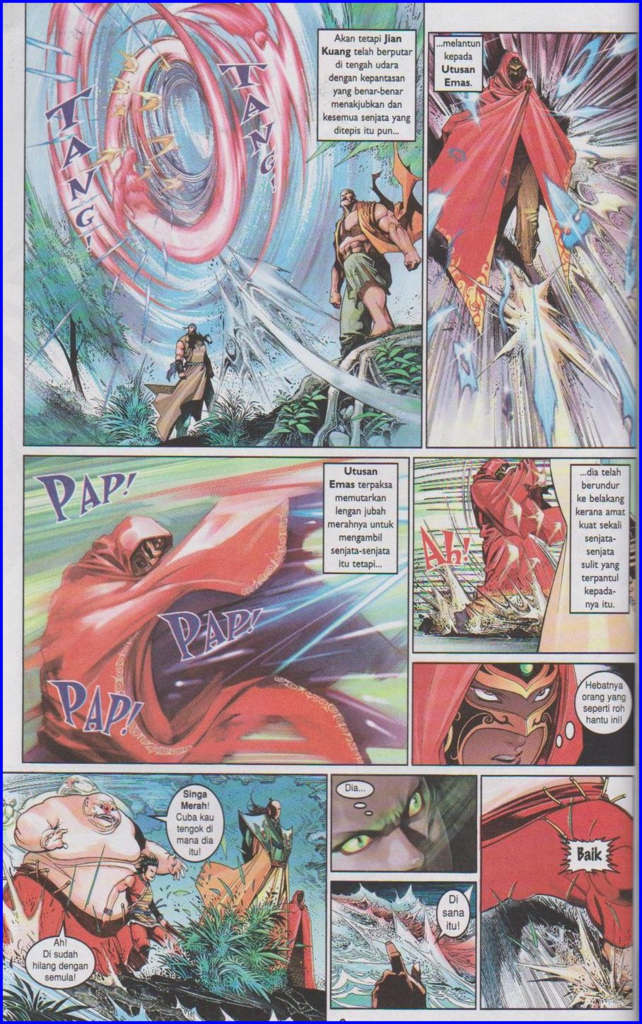 Akan tetapi Jian
Kuang telah berputar
di tengah udara
dengan kepantasan
yang benar-benar
menakjubkan dan
kesemua senjata yang
ditepis itu pun...
TANG!
TANG!
...melantun
kepada
Utusan
Emas.
PAP!
PAP!
PAP!
Utusan
Emas terpaksa
memutarkan
lengan jubah
merahnya untuk
mengambil
senjata-senjata
itu tetapi...
Ah!
...dia telah
berundur
ke belakang
kerana amat
kuat sekali
senjata-
senjata
sulit yang
terpantul
kepada-
nya itu.
Hebatnya
orang yang
seperti roh
hantu ini!
Singa
Merah!
Cuba kau
tengok di
mana dia
itu!
Ah!
Di sudah
hilang dengan
semula!
Dia...
Di
sana
itu!
Baik